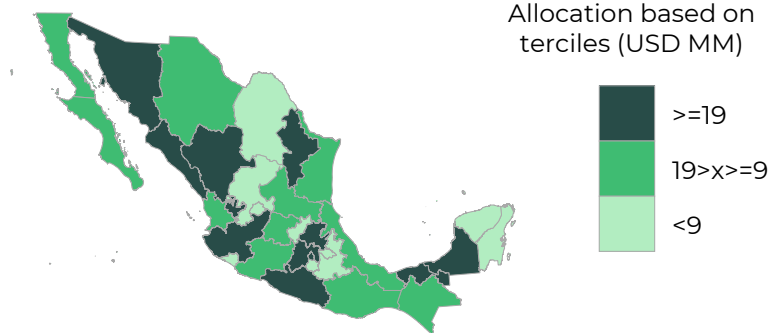 Allocation based on
terciles (USD MM)
>=19
19>x>=9
<9